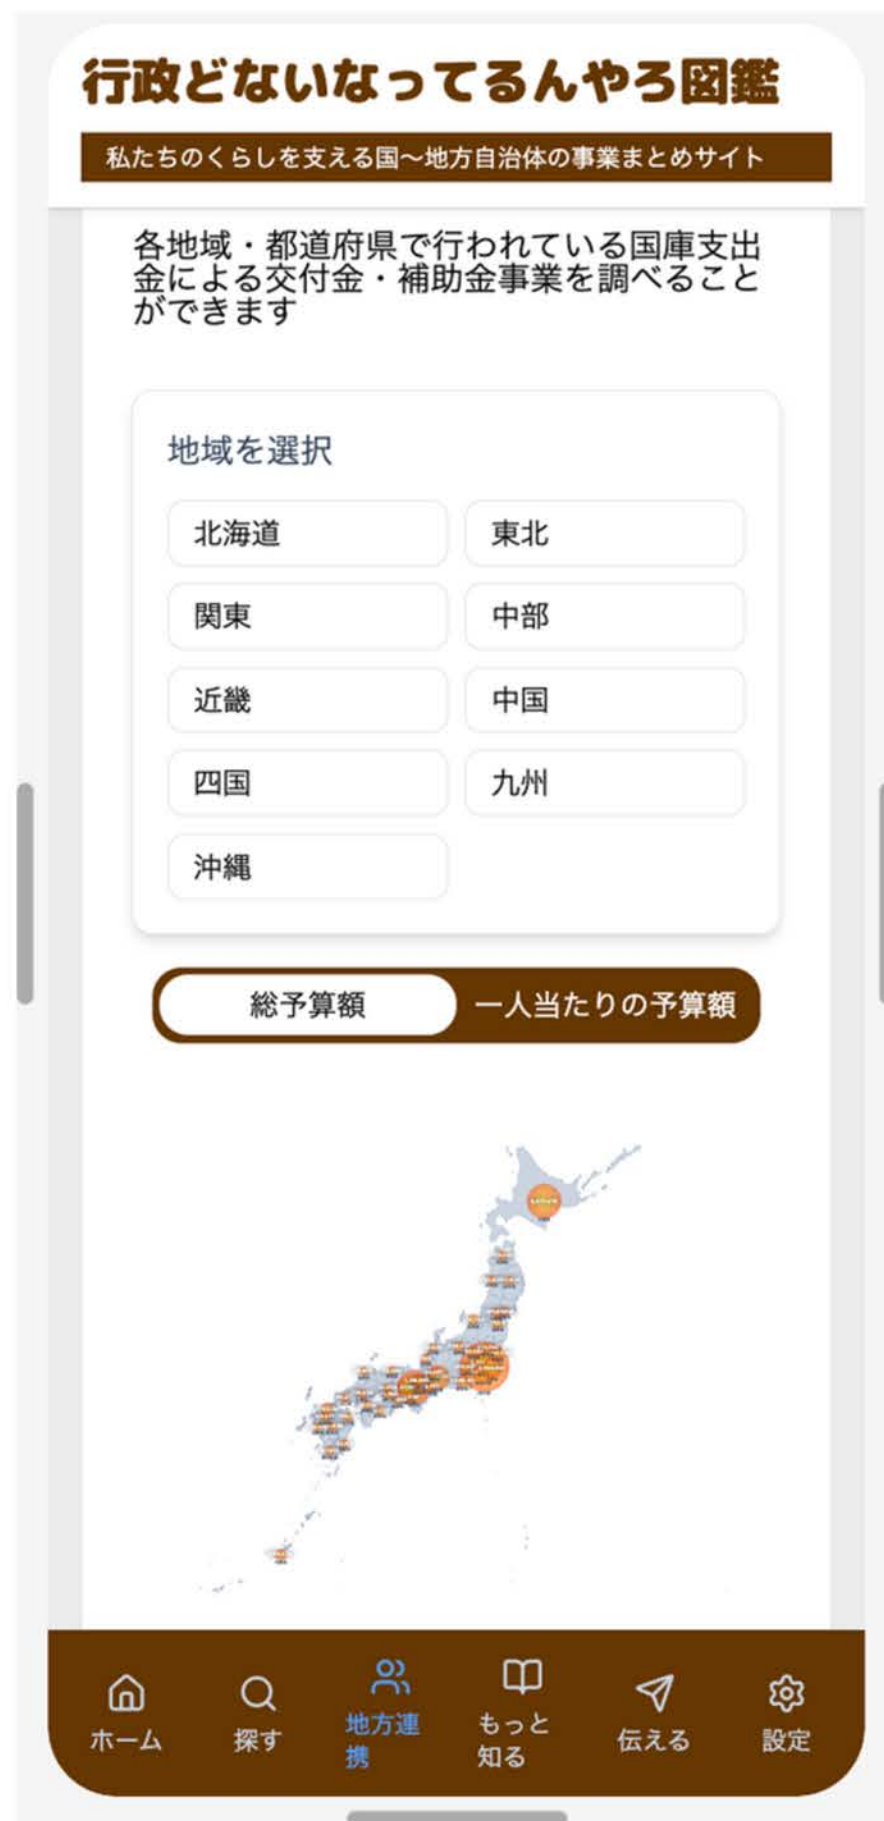 行政どないなってるんやろ図鑑
私たちのくらしを支える国〜地方自治体の事業まとめサイト
各地域・都道府県で行われている国庫支出
金による交付金・補助金事業を調べること
ができます
地域を選択
北海道
東北
関東
中部
近畿
中国
四国
九州
沖縄
総予算額
一人当たりの予算額
ホーム
探す
地方連
携
もっと
知る
伝える
設定